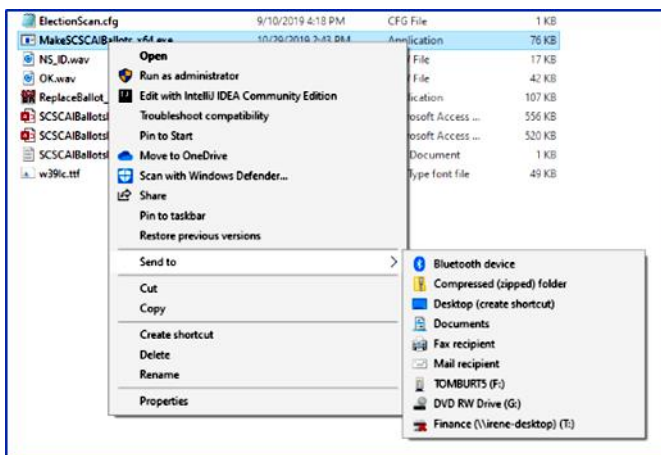 ElectionScan.cfg 9/10/2019 4:18 PM CFG File 1 KB
MakeSCSCAIBallots_x64.exe 10/29/2019 2:43 PM Application 76 KB
NS_ID.wav File 17 KB
OK.wav File 42 KB
ReplaceBallot_ lication 107 KB
SCSCAIBallots osoft Access ... 556 KB
SCSCAIBallots osoft Access ... 520 KB
SCSCAIBallots Document 1 KB
w39lc.ttf Type font file 49 KB
Open
Run as administrator
Edit with IntelliJ IDEA Community Edition
Troubleshoot compatibility
Pin to Start
Move to OneDrive
Scan with Windows Defender...
Share
Pin to taskbar
Restore previous versions
Send to
Cut
Copy
Create shortcut
Delete
Rename
Properties
Bluetooth device
Compressed (zipped) folder
Desktop (create shortcut)
Documents
Fax recipient
Mail recipient
TOMBURT5 (F:)
DVD RW Drive (G:)
Finance (\\irene-desktop) (T:)